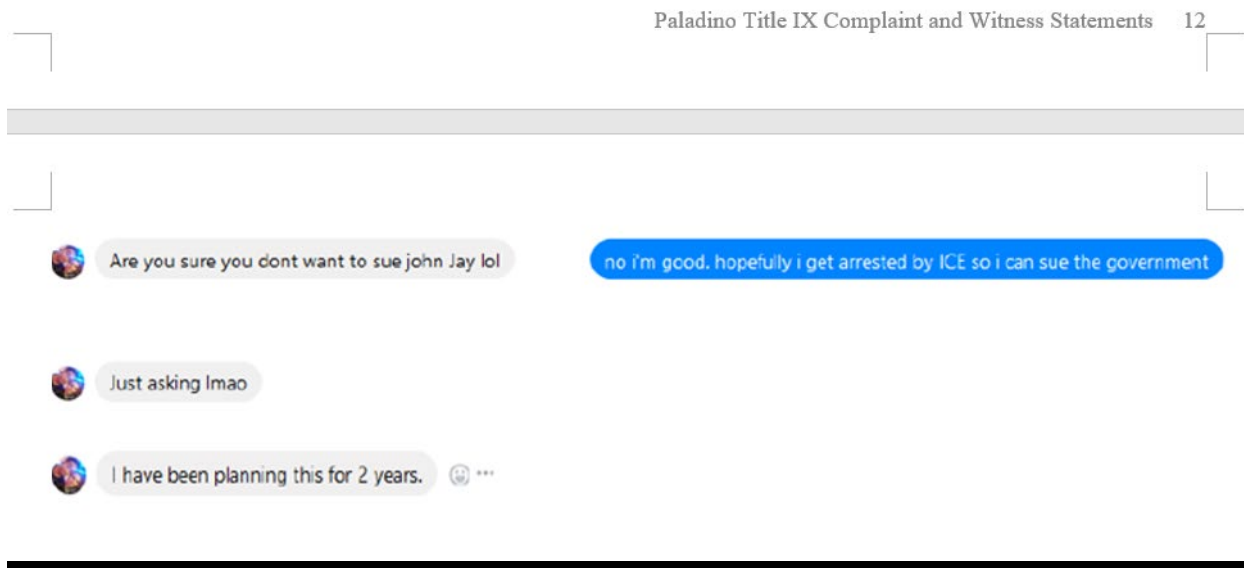 Paladino Title IX Complaint and Witness Statements 12
Are you sure you dont want to sue john Jay lol
no i'm good. hopefully i get arrested by ICE so i can sue the government
Just asking lmao
I have been planning this for 2 years.